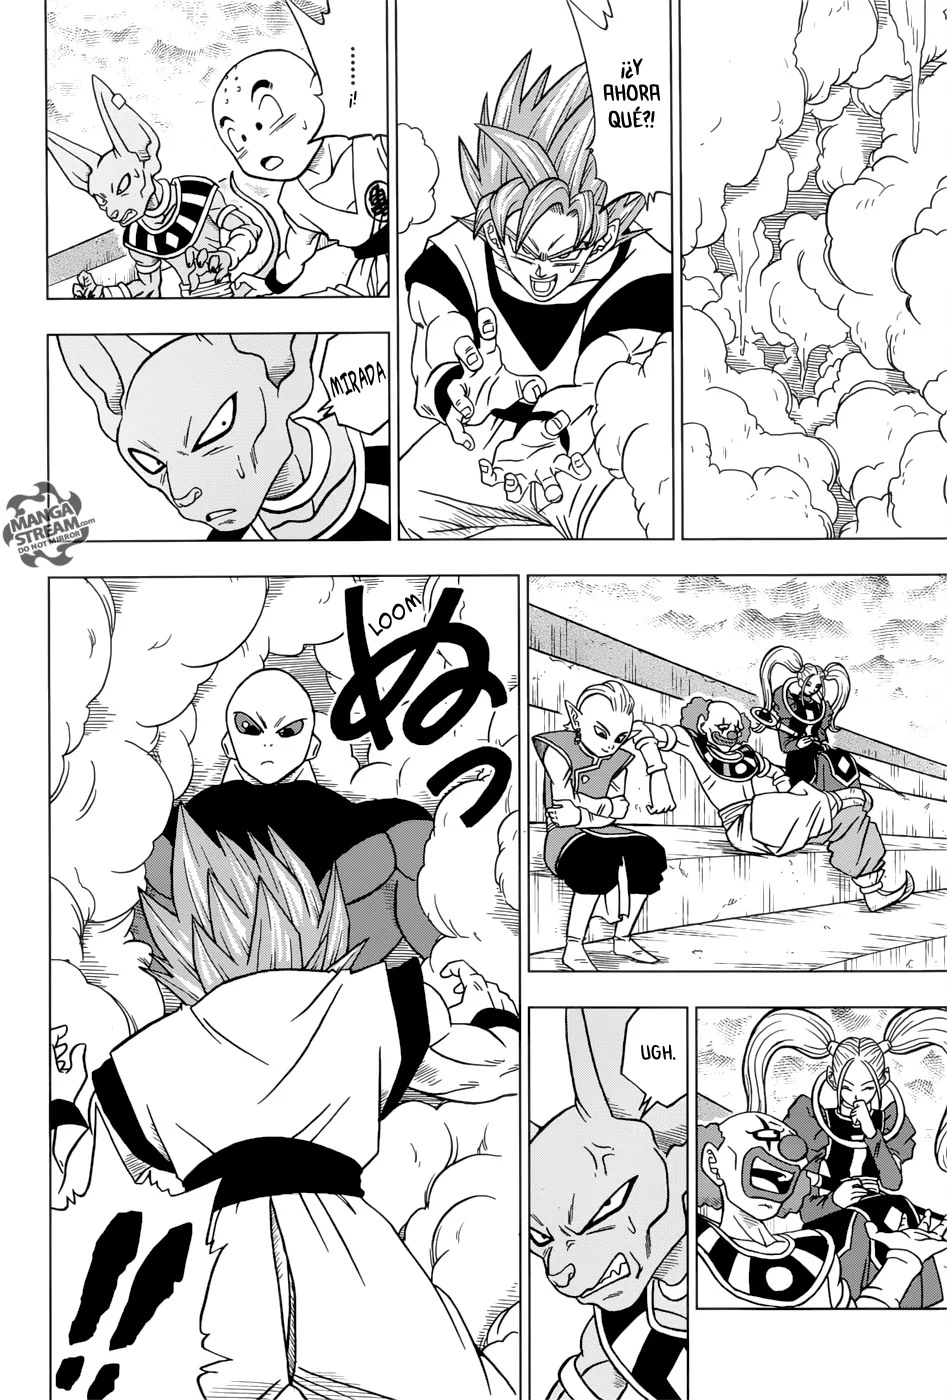 ¡¿Y
AHORA
QUÉ?!
........
¡!
MIRADA
MANGA
STREAM.com
DO NOT MIRROR
LOOM
ぬっ
UGH.
!!